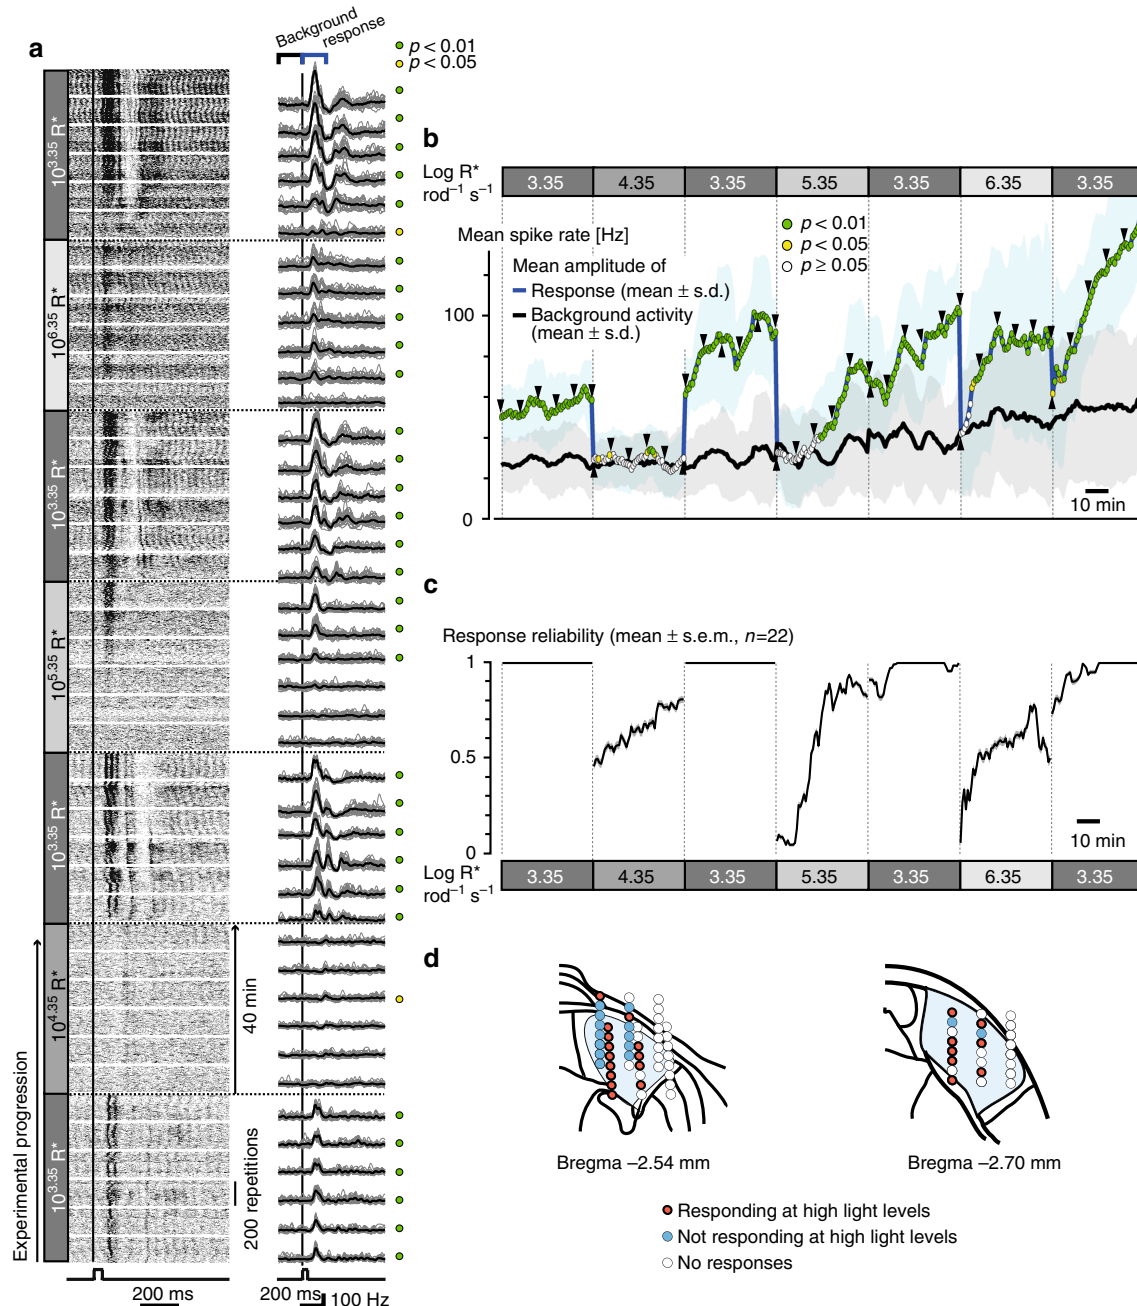 a
Background
response
p < 0.01
p < 0.05
10^3.35 R*
10^6.35 R*
10^3.35 R*
10^5.35 R*
10^3.35 R*
10^4.35 R*
10^3.35 R*
Experimental progression
40 min
200 repetitions
200 ms
200 ms
100 Hz
b
Log R*
rod⁻¹ s⁻¹
3.35 4.35 3.35 5.35 3.35 6.35 3.35
Mean spike rate [Hz]
p < 0.01
p < 0.05
p ≥ 0.05
Mean amplitude of
Response (mean ± s.d.)
Background activity
(mean ± s.d.)
100
0
10 min
c
Response reliability (mean ± s.e.m., n=22)
1
0.5
0
10 min
Log R*
rod⁻¹ s⁻¹
3.35 4.35 3.35 5.35 3.35 6.35 3.35
d
Bregma –2.54 mm
Bregma –2.70 mm
Responding at high light levels
Not responding at high light levels
No responses